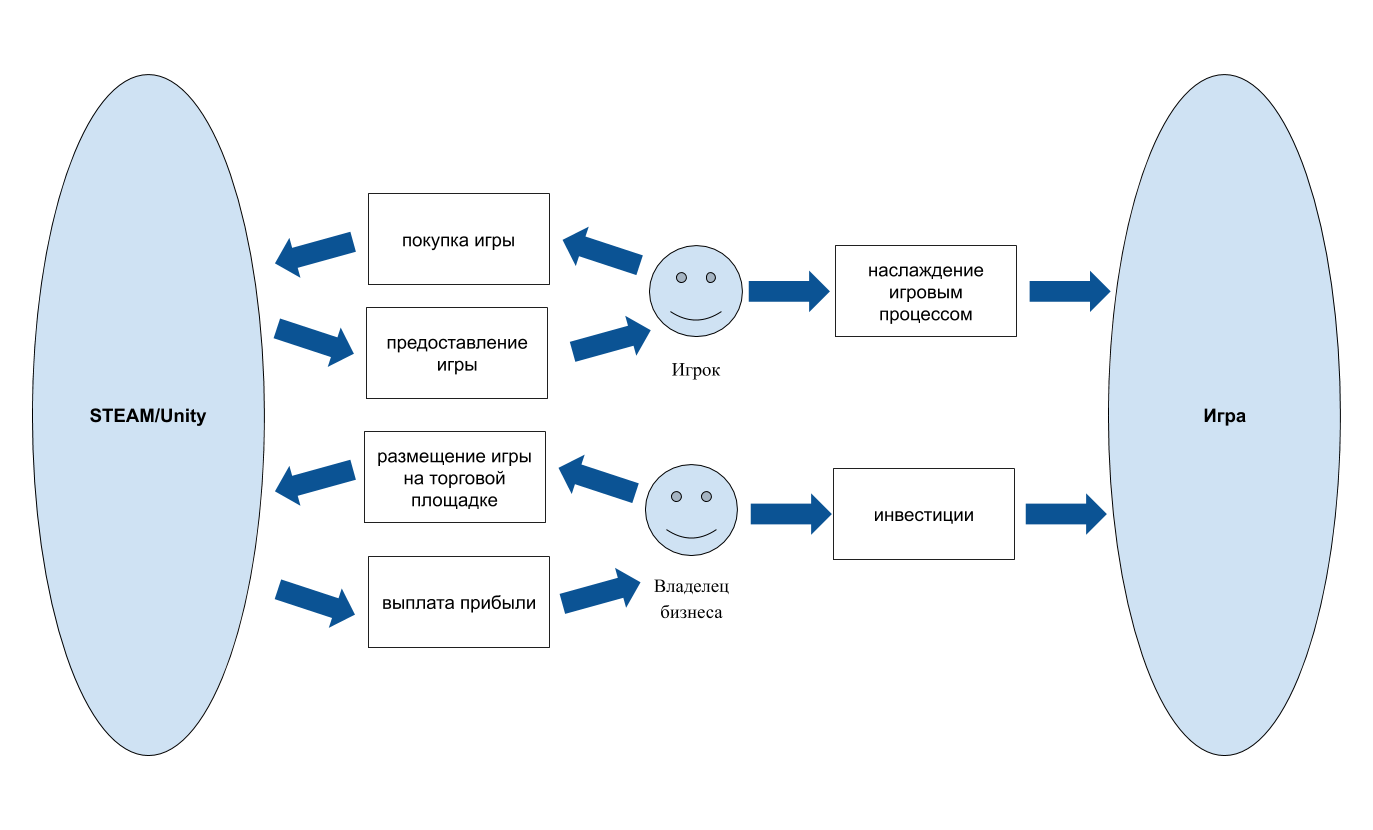 покупка игры
наслаждение
игровым
процессом
предоставление
игры
Игрок
STEAM/Unity
Игра
размещение игры
на торговой
площадке
инвестиции
Владелец
бизнеса
выплата прибыли